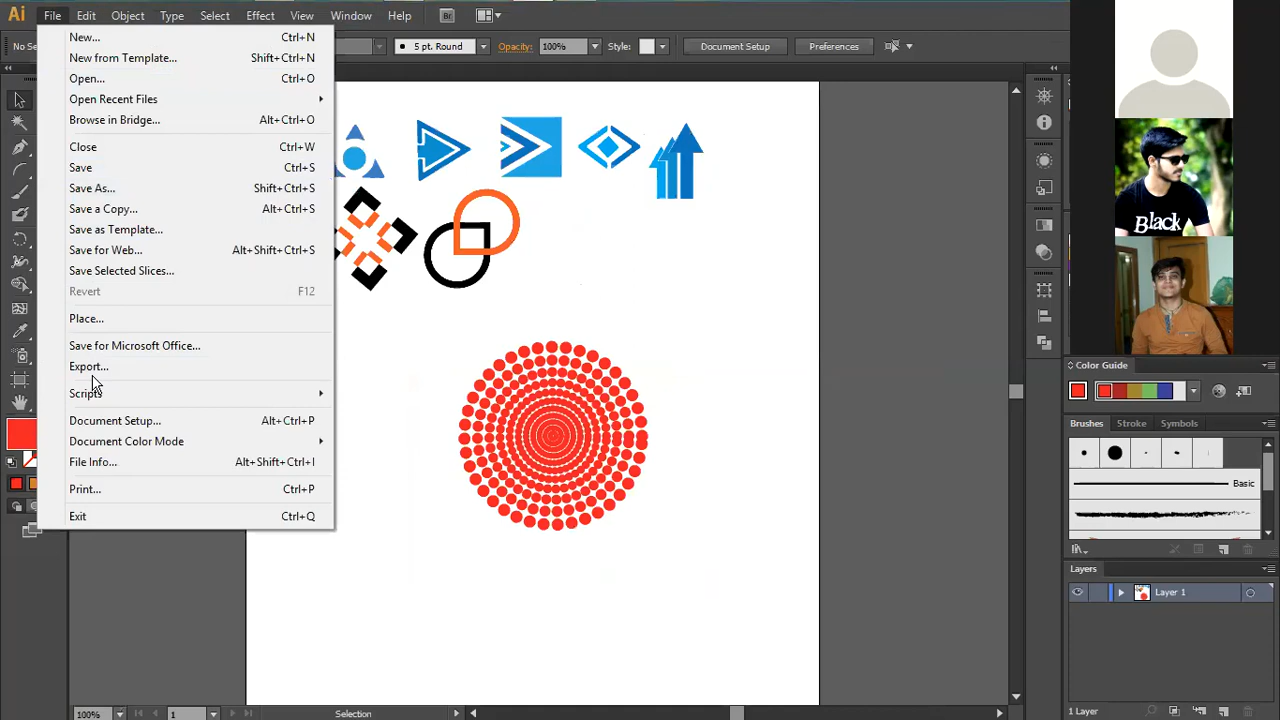 Ai File Edit Object Type Select Effect View Window Help Br
No Se 5 pt. Round Opacity: 100% Style: Document Setup Preferences
New... Ctrl+N
New from Template... Shift+Ctrl+N
Open... Ctrl+O
Open Recent Files
Browse in Bridge... Alt+Ctrl+O
Close Ctrl+W
Save Ctrl+S
Save As... Shift+Ctrl+S
Save a Copy... Alt+Ctrl+S
Save as Template...
Save for Web... Alt+Shift+Ctrl+S
Save Selected Slices...
Revert F12
Place...
Save for Microsoft Office...
Export...
Scripts
Document Setup... Alt+Ctrl+P
Document Color Mode
File Info... Alt+Shift+Ctrl+I
Print... Ctrl+P
Exit Ctrl+Q
Black
Color Guide
Brushes Stroke Symbols
Basic
Layers
Layer 1
1 Layer
100% 1 Selection